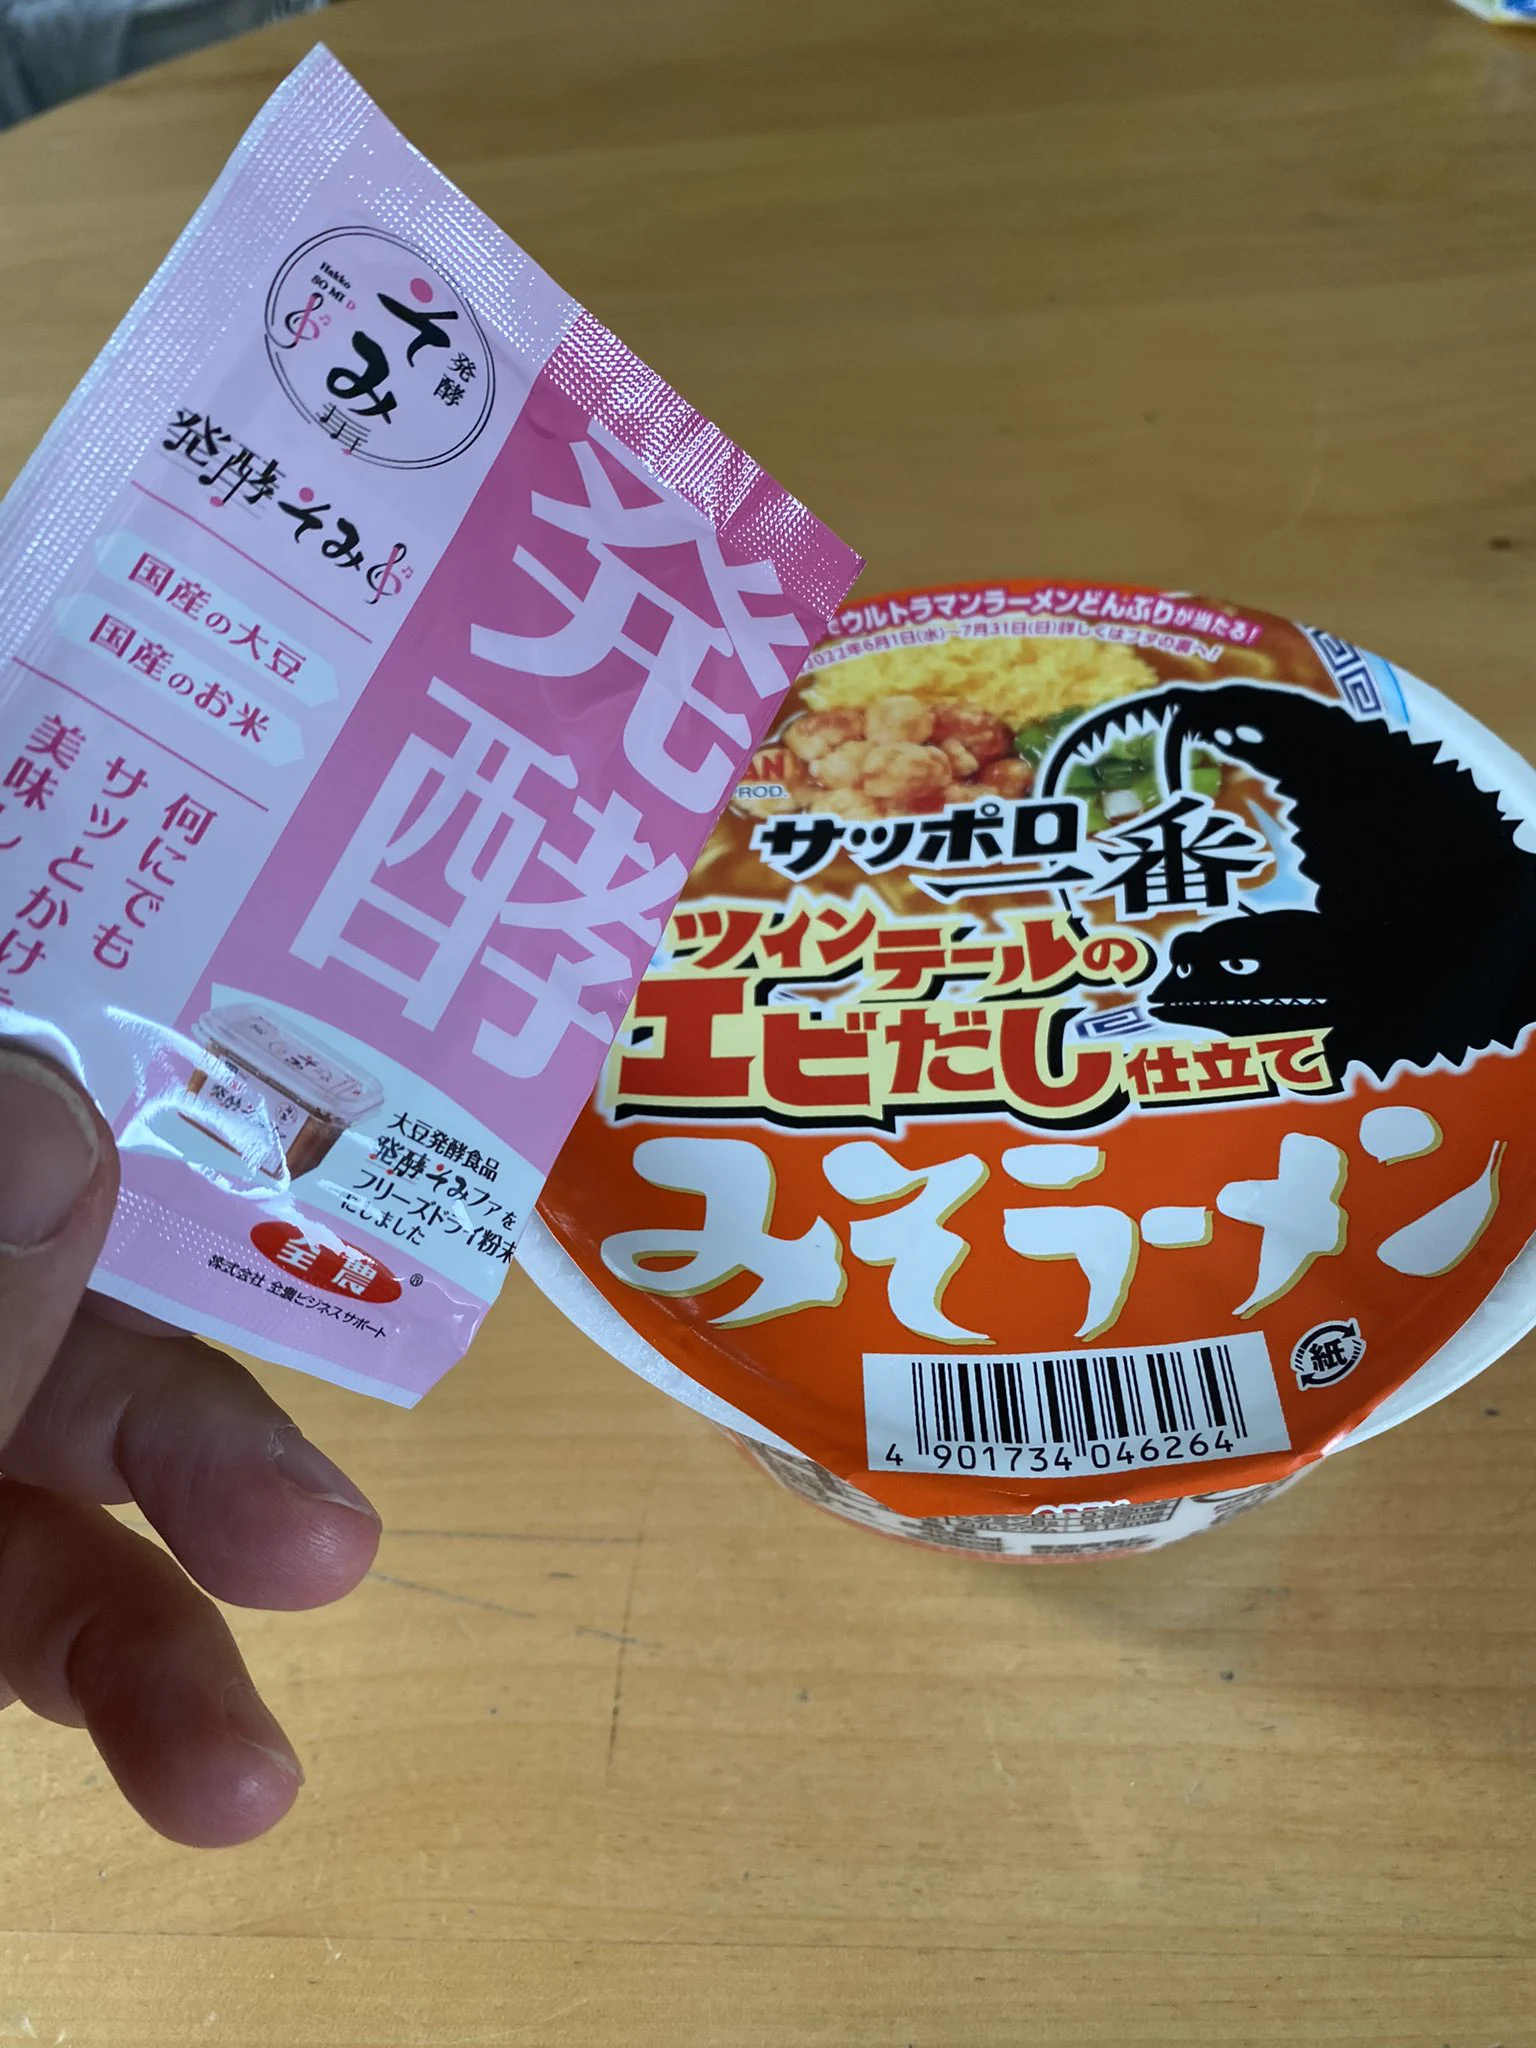 Hakko
SO MI D
発酵
そみ
発酵そみ
国産の大豆
国産のお米
何にでも
サッとかけ
美味し
発酵
大豆発酵食品
発酵そみファを
フリーズドライ粉末
にしました
全農®
株式会社 全農ビジネスサポート
ウルトラマンラーメンどんぶりが当たる!
2022年6月1日(水)~7月31日(日)詳しくはフタの裏へ!
サッポロ一番
ツインテールの
エビだし仕立て
みそラーメン
紙
4 901734 046264
OPEN
カルシウム